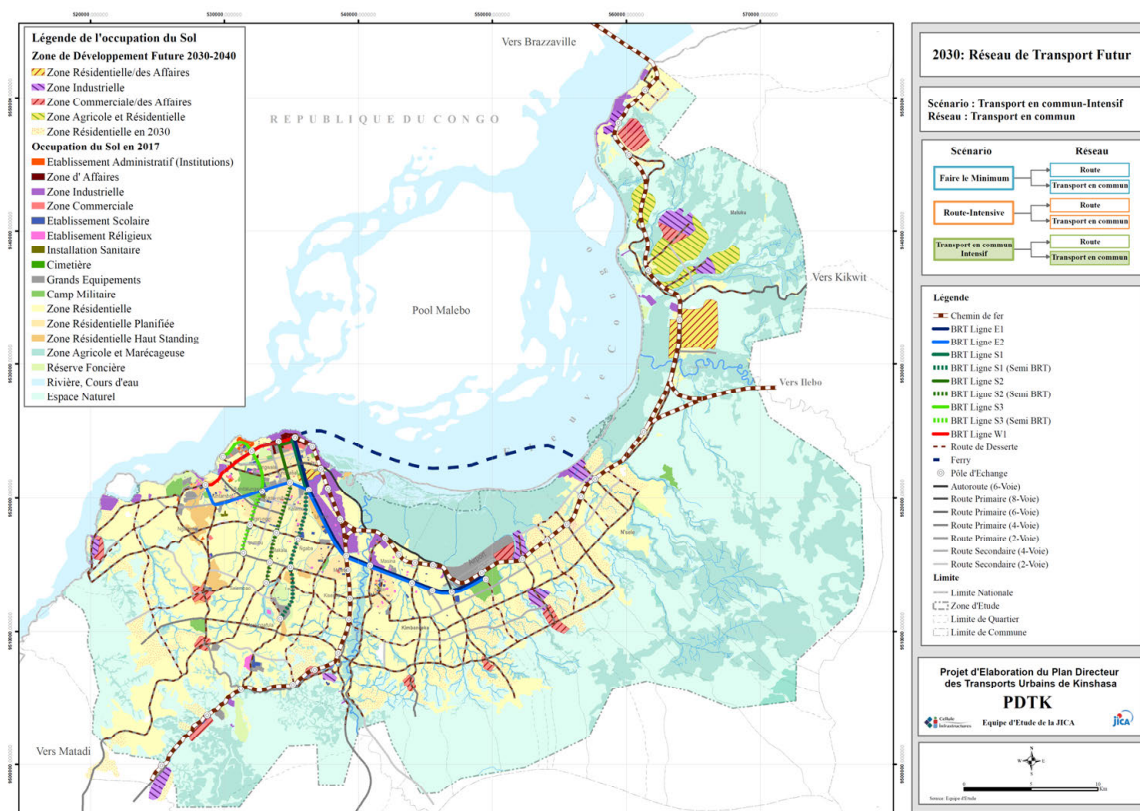 520000
530000
540000
550000
560000
570000
Légende de l'occupation du Sol
Zone de Développement Future 2030-2040
Zone Résidentielle/des Affaires
Zone Industrielle
Zone Commerciale/des Affaires
Zone Agricole et Résidentielle
Zone Résidentielle en 2030
Occupation du Sol en 2017
Etablissement Administratif (Institutions)
Zone d' Affaires
Zone Industrielle
Zone Commerciale
Etablissement Scolaire
Etablissement Réligieux
Installation Sanitaire
Cimetière
Grands Equipements
Camp Militaire
Zone Résidentielle
Zone Résidentielle Planifiée
Zone Résidentielle Haut Standing
Zone Agricole et Marécageuse
Réserve Foncière
Rivière, Cours d'eau
Espace Naturel
Vers Brazzaville
REPUBLIQUE DU CONGO
Pool Malebo
Vers Kikwit
Vers Ilebo
Vers Matadi
2030: Réseau de Transport Futur
Scénario : Transport en commun-Intensif
Réseau : Transport en commun
Scénario
Réseau
Faire le Minimum
Route
Transport en commun
Route-Intensive
Route
Transport en commun
Transport en commun
Intensif
Route
Transport en commun
Légende
Chemin de fer
BRT Ligne E1
BRT Ligne E2
BRT Ligne S1
BRT Ligne S1 (Semi BRT)
BRT Ligne S2
BRT Ligne S2 (Semi BRT)
BRT Ligne S3
BRT Ligne S3 (Semi BRT)
BRT Ligne W1
Route de Desserte
Ferry
Pôle d'Echange
Autoroute (6-Voie)
Route Primaire (8-Voie)
Route Primaire (6-Voie)
Route Primaire (4-Voie)
Route Primaire (2-Voie)
Route Secondaire (4-Voie)
Route Secondaire (2-Voie)
Limite
Limite Nationale
Zone d'Etude
Limite de Quartier
Limite de Commune
Projet d'Elaboration du Plan Directeur
des Transports Urbains de Kinshasa
PDTK
Equipe d'Etude de la JICA
Cellule
Infrastructures
JICA
N
W
E
S
0
5
10
Km
Source: Equipe d'Etude